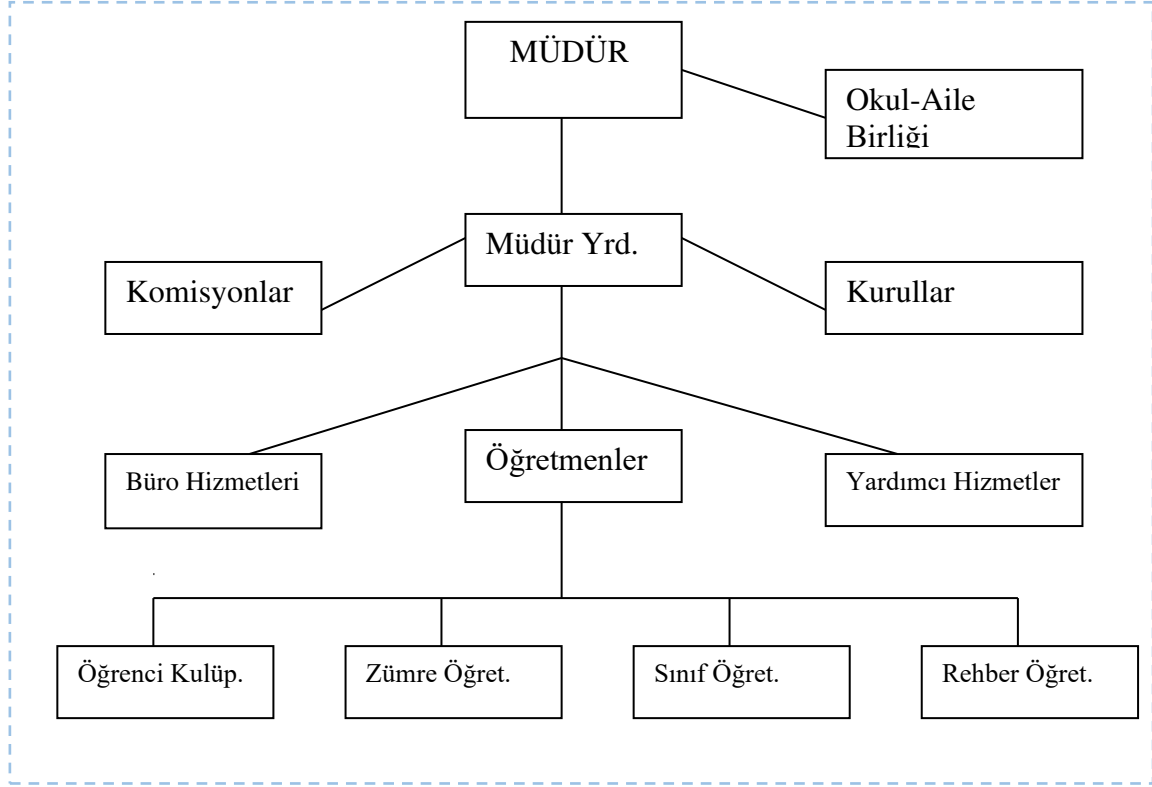 MÜDÜR
Okul-Aile
Birliği
Müdür Yrd.
Komisyonlar
Kurullar
Büro Hizmetleri
Öğretmenler
Yardımcı Hizmetler
Öğrenci Kulüp.
Zümre Öğret.
Sınıf Öğret.
Rehber Öğret.